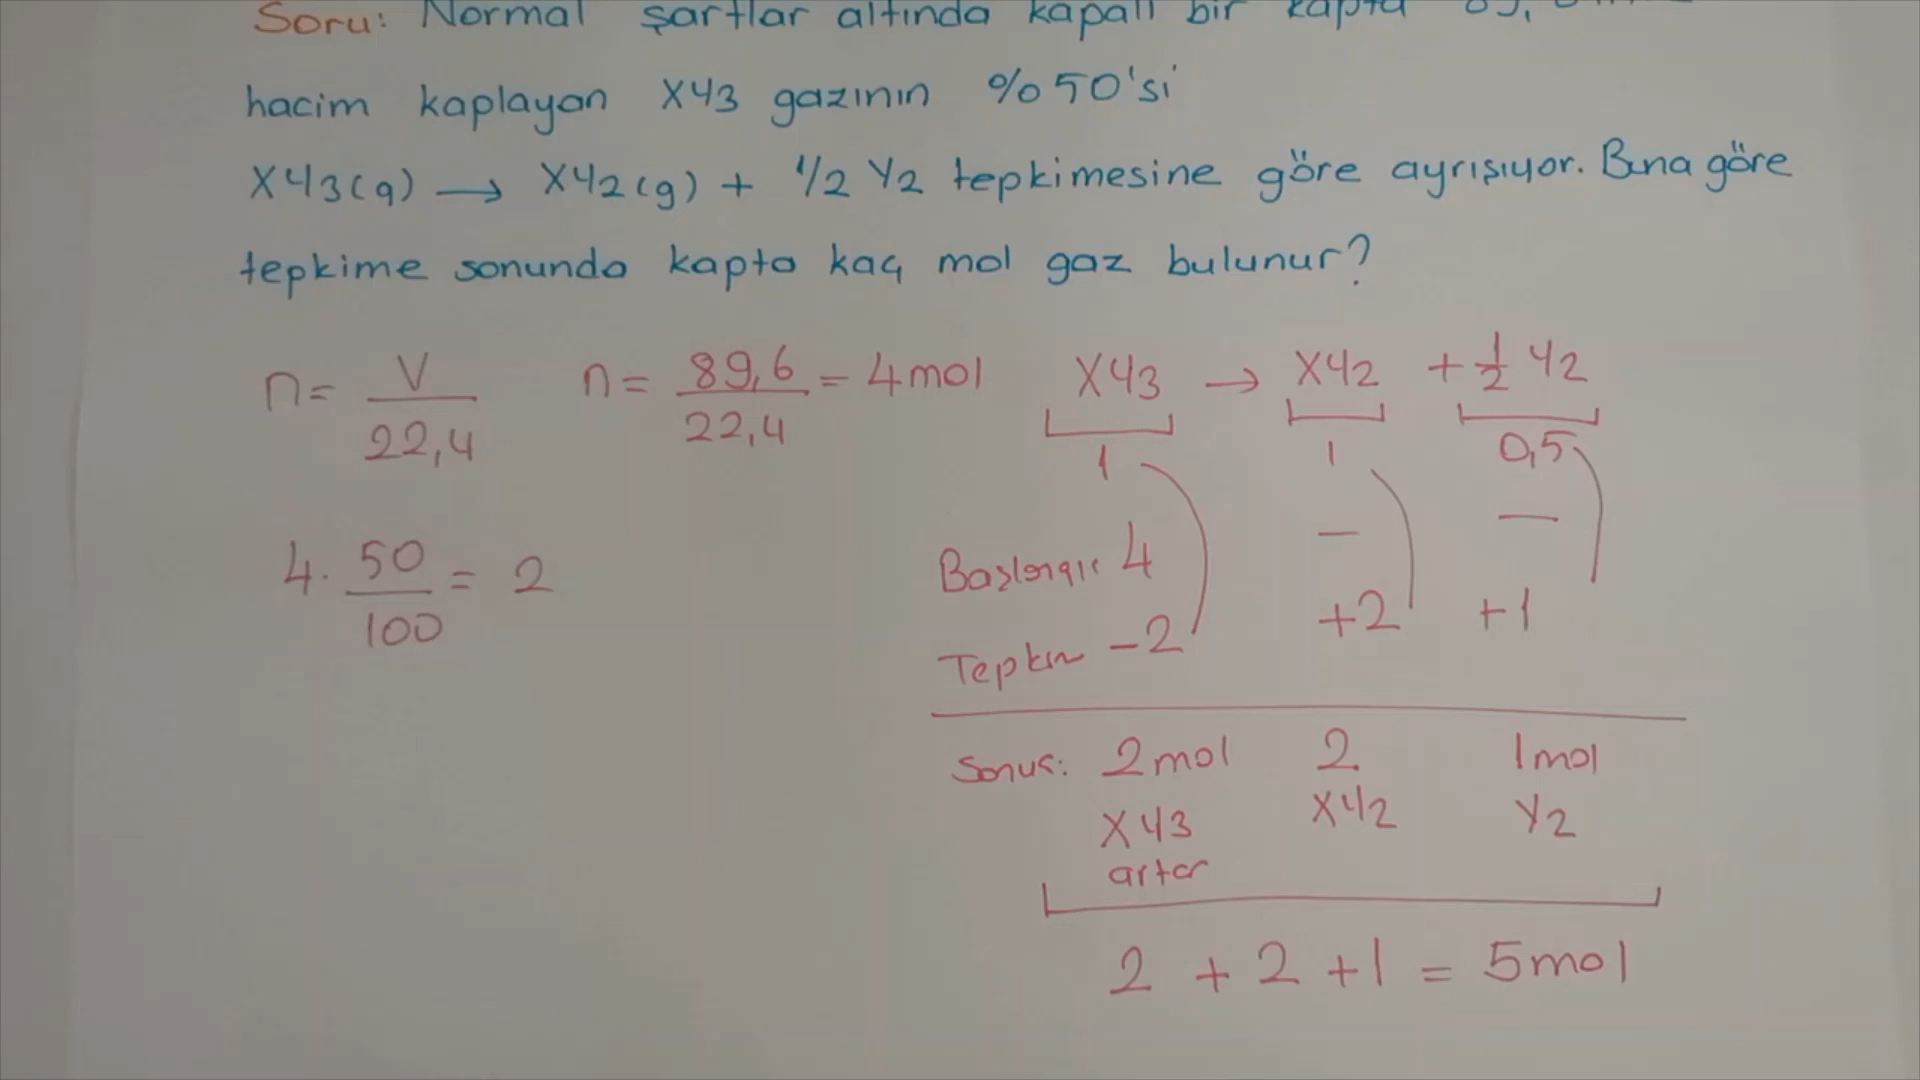 Soru: Normal şartlar altında kapalı bir kapta
hacim kaplayan XY3 gazının %50'si
XY3(g) → XY2(g) + 1/2 Y2 tepkimesine göre ayrışıyor. Buna göre
tepkime sonunda kapta kaç mol gaz bulunur?
n = V/22,4 n = 89,6/22,4 = 4 mol XY3 → XY2 + 1/2 Y2
1 1 0,5
4 . 50/100 = 2
Başlangıç 4 — —
Tepkim -2 +2 +1
Sonuç: 2 mol 2 1 mol
XY3 XY2 Y2
artar
2 + 2 + 1 = 5 mol